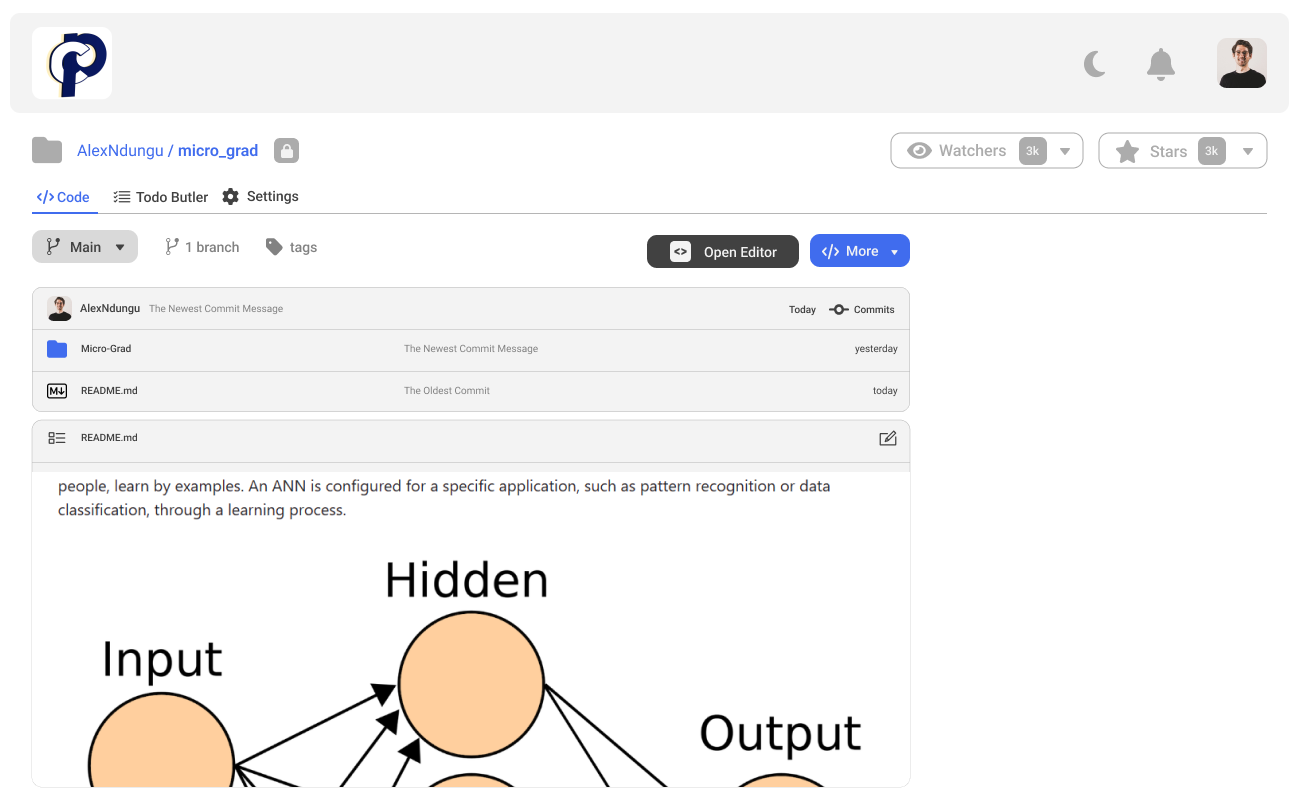 AlexNdungu / micro_grad
Watchers 3k
Stars 3k
Code
Todo Butler
Settings
Main
1 branch
tags
Open Editor
More
AlexNdungu The Newest Commit Message Today Commits
Micro-Grad The Newest Commit Message yesterday
README.md The Oldest Commit today
README.md
people, learn by examples. An ANN is configured for a specific application, such as pattern recognition or data
classification, through a learning process.
Hidden
Input
Output